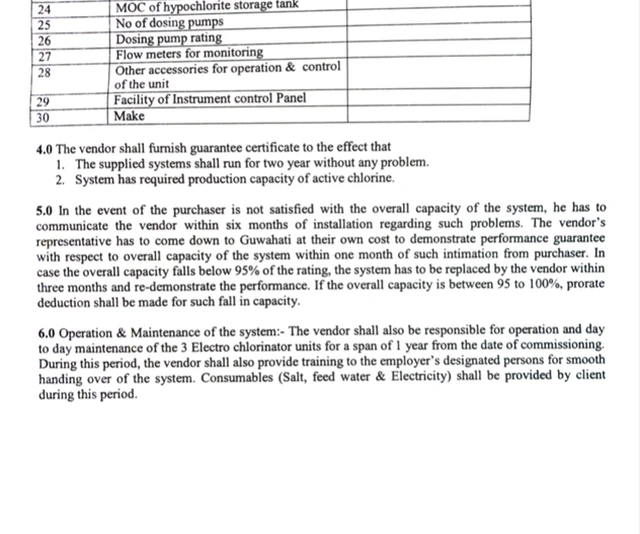 24 MOC of hypochlorite storage tank
25 No of dosing pumps
26 Dosing pump rating
27 Flow meters for monitoring
28 Other accessories for operation & control
of the unit
29 Facility of Instrument control Panel
30 Make
4.0 The vendor shall furnish guarantee certificate to the effect that
1. The supplied systems shall run for two year without any problem.
2. System has required production capacity of active chlorine.
5.0 In the event of the purchaser is not satisfied with the overall capacity of the system, he has to
communicate the vendor within six months of installation regarding such problems. The vendor's
representative has to come down to Guwahati at their own cost to demonstrate performance guarantee
with respect to overall capacity of the system within one month of such intimation from purchaser. In
case the overall capacity falls below 95% of the rating, the system has to be replaced by the vendor within
three months and re-demonstrate the performance. If the overall capacity is between 95 to 100%, prorate
deduction shall be made for such fall in capacity.
6.0 Operation & Maintenance of the system:- The vendor shall also be responsible for operation and day
to day maintenance of the 3 Electro chlorinator units for a span of 1 year from the date of commissioning.
During this period, the vendor shall also provide training to the employer's designated persons for smooth
handing over of the system. Consumables (Salt, feed water & Electricity) shall be provided by client
during this period.